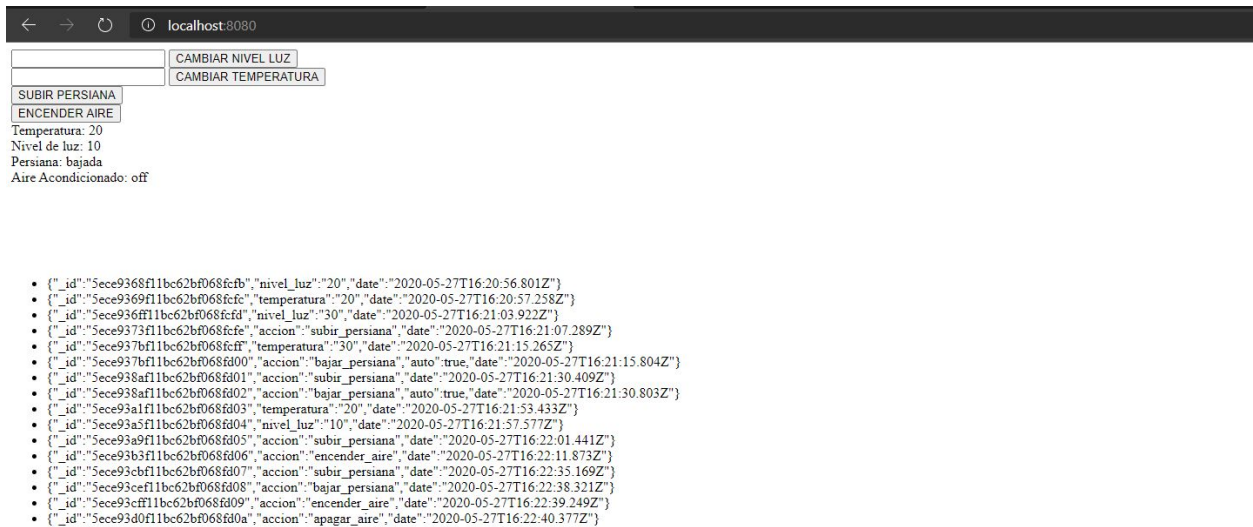 localhost:8080
CAMBIAR NIVEL LUZ
CAMBIAR TEMPERATURA
SUBIR PERSIANA
ENCENDER AIRE
Temperatura: 20
Nivel de luz: 10
Persiana: bajada
Aire Acondicionado: off
• {"_id":"5ece9368f11bc62bf068fcfb","nivel_luz":"20","date":"2020-05-27T16:20:56.801Z"}
• {"_id":"5ece9369f11bc62bf068fcfc","temperatura":"20","date":"2020-05-27T16:20:57.258Z"}
• {"_id":"5ece936ff11bc62bf068fcfd","nivel_luz":"30","date":"2020-05-27T16:21:03.922Z"}
• {"_id":"5ece9373f11bc62bf068fcfe","accion":"subir_persiana","date":"2020-05-27T16:21:07.289Z"}
• {"_id":"5ece937bf11bc62bf068fcff","temperatura":"30","date":"2020-05-27T16:21:15.265Z"}
• {"_id":"5ece937bf11bc62bf068fd00","accion":"bajar_persiana","auto":true,"date":"2020-05-27T16:21:15.804Z"}
• {"_id":"5ece938af11bc62bf068fd01","accion":"subir_persiana","date":"2020-05-27T16:21:30.409Z"}
• {"_id":"5ece938af11bc62bf068fd02","accion":"bajar_persiana","auto":true,"date":"2020-05-27T16:21:30.803Z"}
• {"_id":"5ece93a1f11bc62bf068fd03","temperatura":"20","date":"2020-05-27T16:21:53.433Z"}
• {"_id":"5ece93a5f11bc62bf068fd04","nivel_luz":"10","date":"2020-05-27T16:21:57.577Z"}
• {"_id":"5ece93a9f11bc62bf068fd05","accion":"subir_persiana","date":"2020-05-27T16:22:01.441Z"}
• {"_id":"5ece93b3f11bc62bf068fd06","accion":"encender_aire","date":"2020-05-27T16:22:11.873Z"}
• {"_id":"5ece93cbf11bc62bf068fd07","accion":"subir_persiana","date":"2020-05-27T16:22:35.169Z"}
• {"_id":"5ece93cef11bc62bf068fd08","accion":"bajar_persiana","date":"2020-05-27T16:22:38.321Z"}
• {"_id":"5ece93cff11bc62bf068fd09","accion":"encender_aire","date":"2020-05-27T16:22:39.249Z"}
• {"_id":"5ece93d0f11bc62bf068fd0a","accion":"apagar_aire","date":"2020-05-27T16:22:40.377Z"}